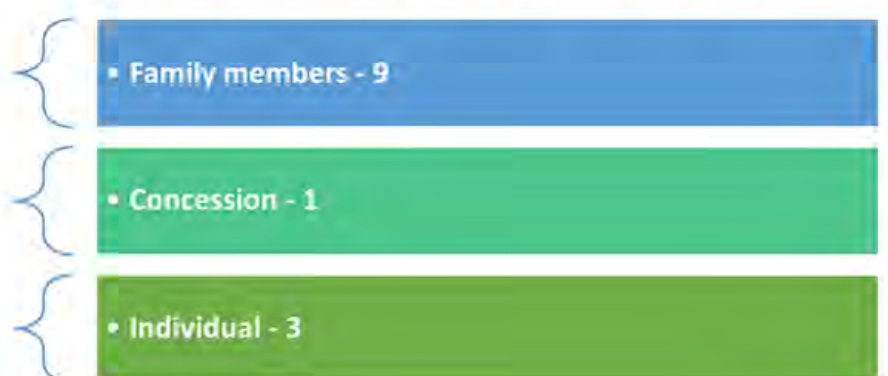 • Family members - 9
• Concession - 1
• Individual - 3